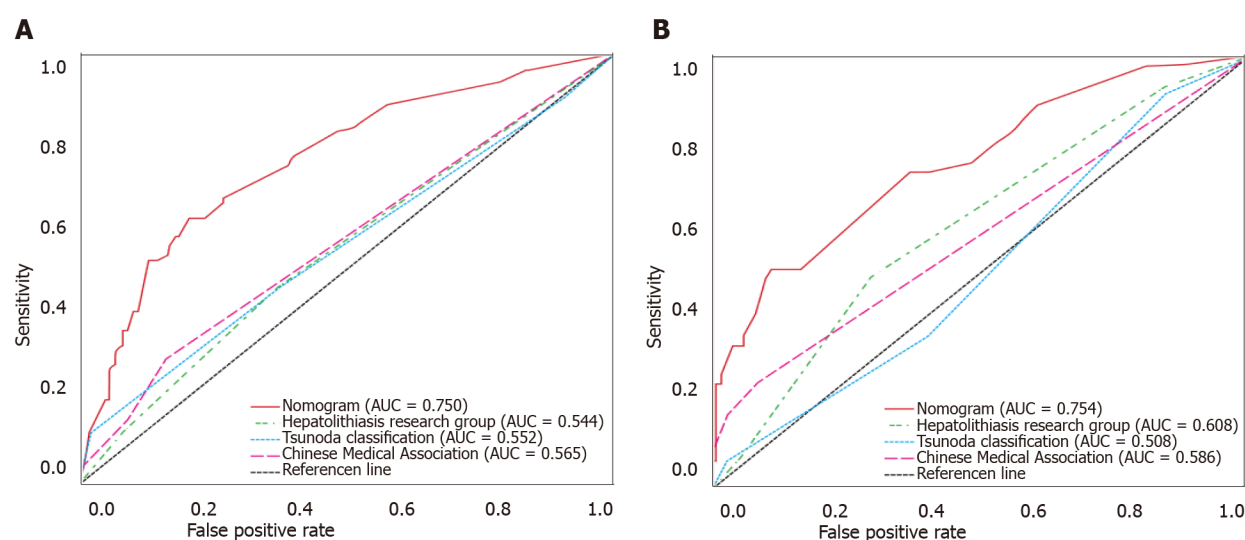 A
1.0
0.8
0.6
0.4
0.2
0.0
Sensitivity
Nomogram (AUC = 0.750)
Hepatolithiasis research group (AUC = 0.544)
Tsunoda classification (AUC = 0.552)
Chinese Medical Association (AUC = 0.565)
Referencen line
0.0 0.2 0.4 0.6 0.8 1.0
False positive rate
B
1.0
0.8
0.6
0.4
0.2
0.0
Sensitivity
Nomogram (AUC = 0.754)
Hepatolithiasis research group (AUC = 0.608)
Tsunoda classification (AUC = 0.508)
Chinese Medical Association (AUC = 0.586)
Referencen line
0.0 0.2 0.4 0.6 0.8 1.0
False positive rate